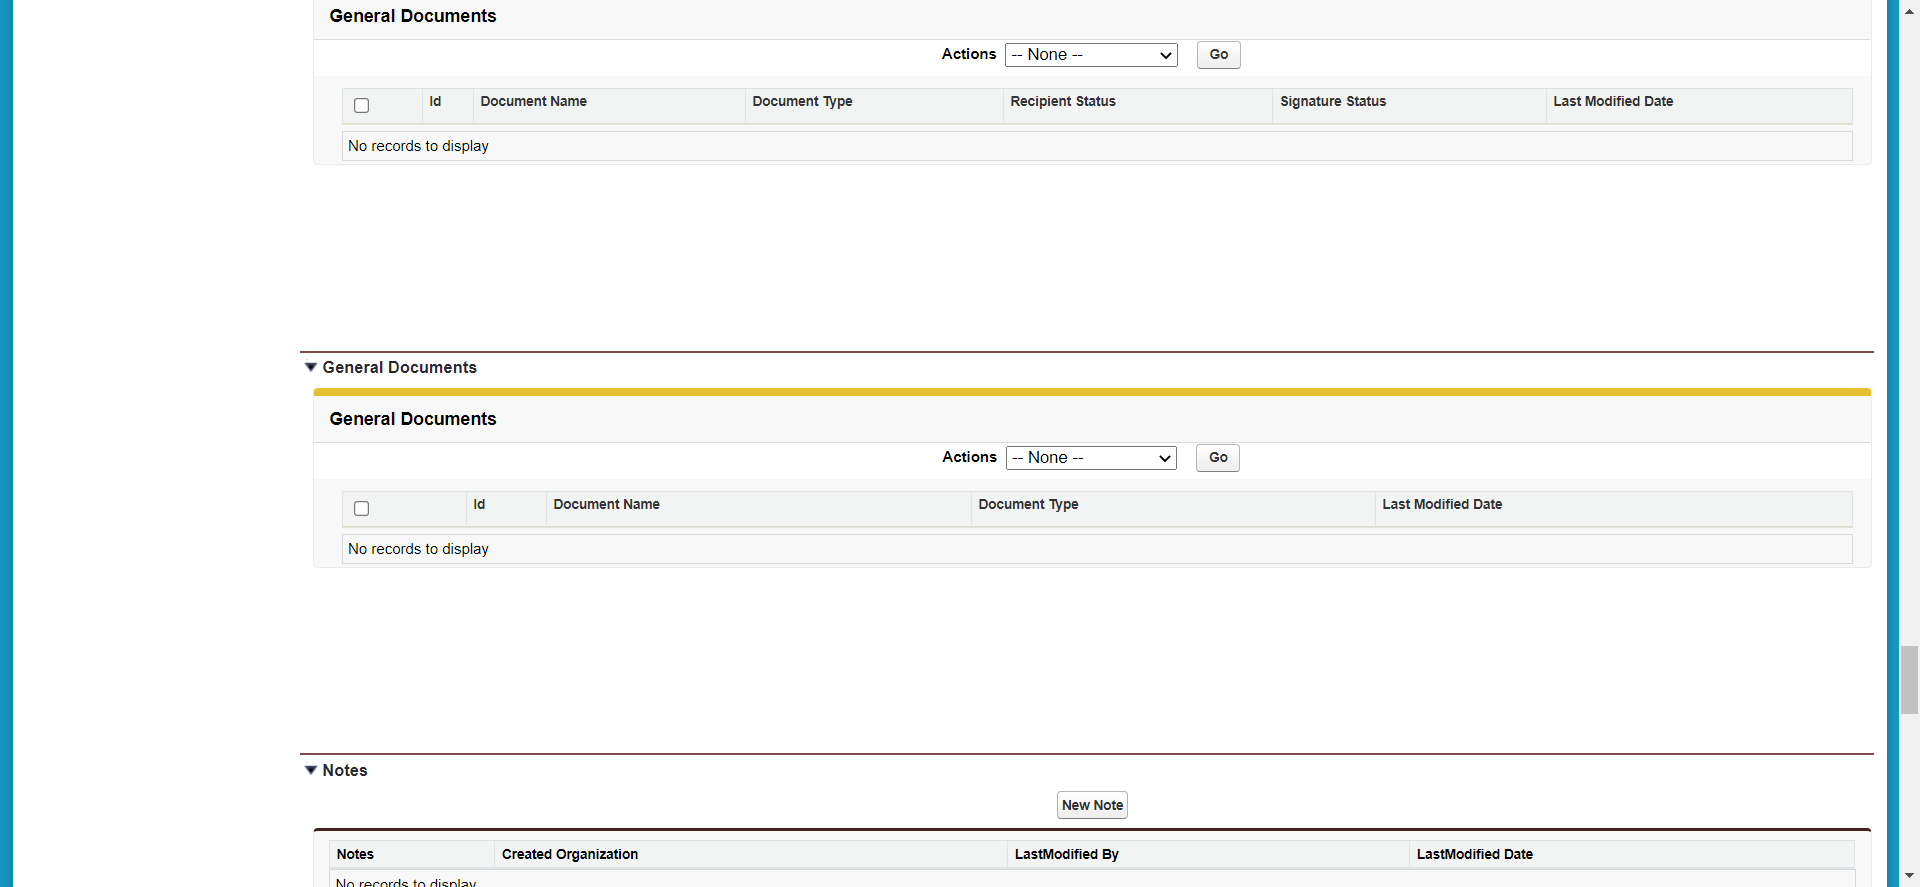 General Documents
Actions -- None -- Go
Id Document Name Document Type Recipient Status Signature Status Last Modified Date
No records to display
General Documents
General Documents
Actions -- None -- Go
Id Document Name Document Type Last Modified Date
No records to display
Notes
New Note
Notes Created Organization LastModified By LastModified Date
No records to display